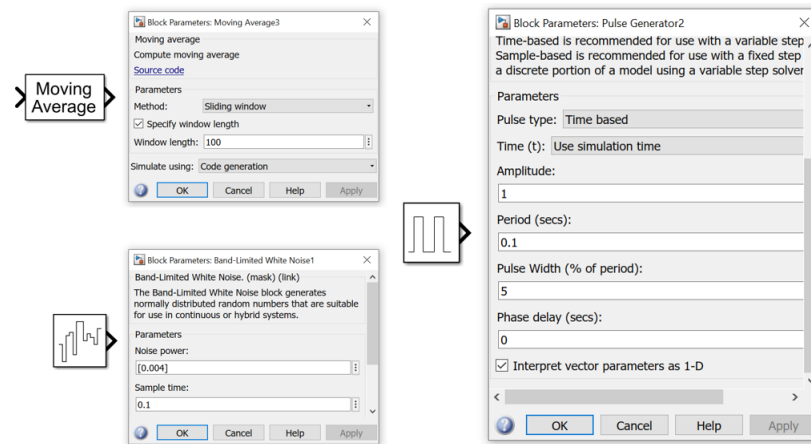 Block Parameters: Moving Average3
Moving average
Compute moving average
Source code
Parameters
Method: Sliding window
Specify window length
Window length: 100
Simulate using: Code generation
OK Cancel Help Apply
Moving
Average
Block Parameters: Band-Limited White Noise1
Band-Limited White Noise. (mask) (link)
The Band-Limited White Noise block generates
normally distributed random numbers that are suitable
for use in continuous or hybrid systems.
Parameters
Noise power:
[0.004]
Sample time:
0.1
OK Cancel Help Apply
Block Parameters: Pulse Generator2
Time-based is recommended for use with a variable step
Sample-based is recommended for use with a fixed step
a discrete portion of a model using a variable step solver
Parameters
Pulse type: Time based
Time (t): Use simulation time
Amplitude:
1
Period (secs):
0.1
Pulse Width (% of period):
5
Phase delay (secs):
0
Interpret vector parameters as 1-D
OK Cancel Help Apply